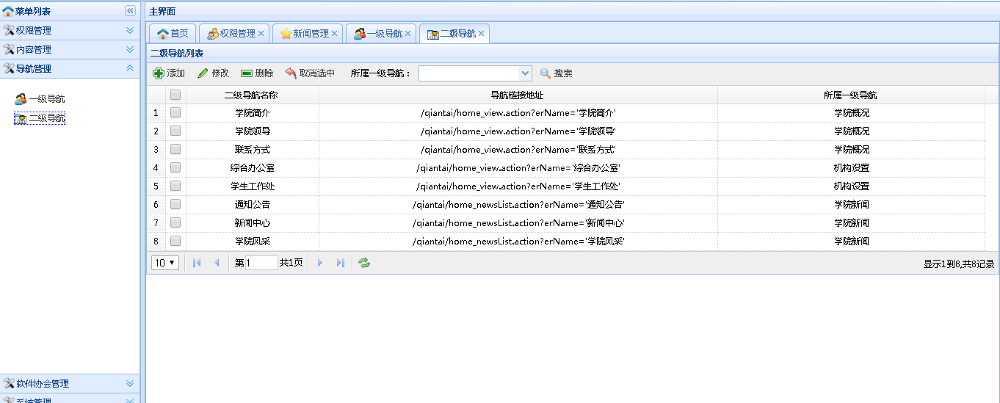 菜单列表
权限管理
内容管理
导航管理
一级导航
二级导航
软件协会管理
系统管理
主界面
首页 权限管理 新闻管理 一级导航 二级导航
二级导航列表
添加 修改 删除 取消选中 所属一级导航： 搜索
二级导航名称 导航链接地址 所属一级导航
1 学院简介 /qiantai/home_view.action?erName='学院简介' 学院概况
2 学院领导 /qiantai/home_view.action?erName='学院领导' 学院概况
3 联系方式 /qiantai/home_view.action?erName='联系方式' 学院概况
4 综合办公室 /qiantai/home_view.action?erName='综合办公室' 机构设置
5 学生工作处 /qiantai/home_view.action?erName='学生工作处' 机构设置
6 通知公告 /qiantai/home_newsList.action?erName='通知公告' 学院新闻
7 新闻中心 /qiantai/home_newsList.action?erName='新闻中心' 学院新闻
8 学院风采 /qiantai/home_newsList.action?erName='学院风采' 学院新闻
10 第 1 共1页 显示1到8,共8记录